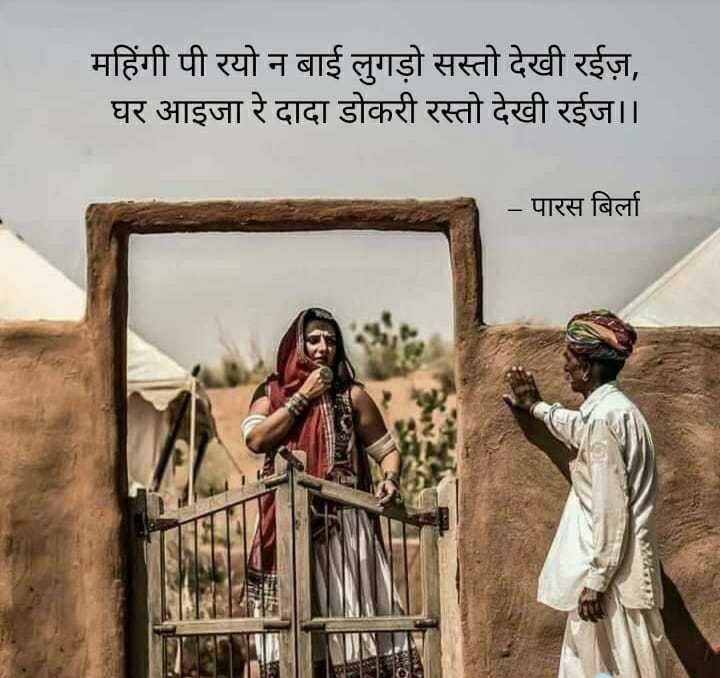 महिंगी पी रयो न बाई लुगड़ो सस्तो देखी रईज़,
घर आइजा रे दादा डोकरी रस्तो देखी रईज।।
– पारस बिर्ला